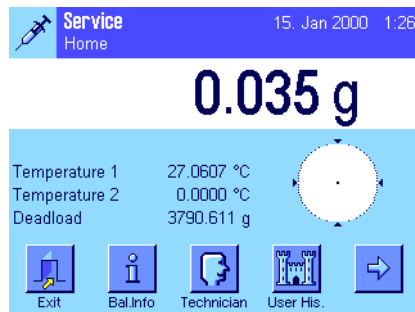 Service 15. Jan 2000 1:26
Home
0.035 g
Temperature 1 27.0607 °C
Temperature 2 0.0000 °C
Deadload 3790.611 g
Exit Bal.Info Technician User His.